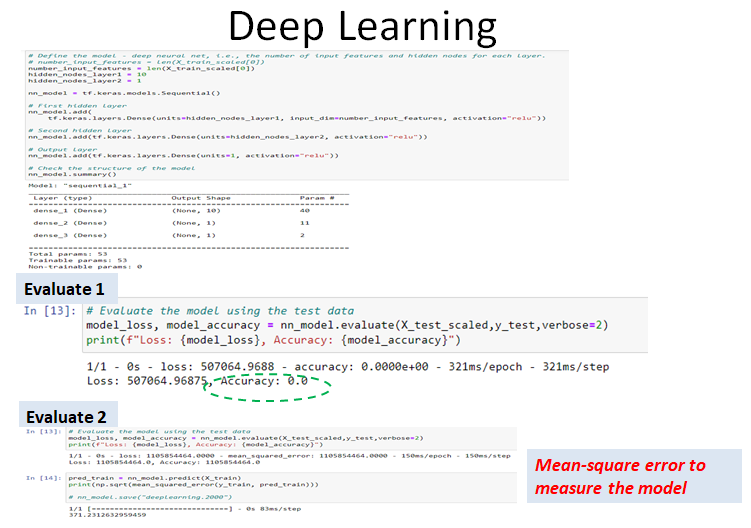 Deep Learning
# Define the model - deep neural net, i.e., the number of input features and hidden nodes for each layer.
# number_input_features = len(X_train_scaled[0])
number_input_features = len(X_train_scaled[0])
hidden_nodes_layer1 = 10
hidden_nodes_layer2 = 1
nn_model = tf.keras.models.Sequential()
# First hidden layer
nn_model.add(
tf.keras.layers.Dense(units=hidden_nodes_layer1, input_dim=number_input_features, activation="relu"))
# Second hidden layer
nn_model.add(tf.keras.layers.Dense(units=hidden_nodes_layer2, activation="relu"))
# Output layer
nn_model.add(tf.keras.layers.Dense(units=1, activation="relu"))
# Check the structure of the model
nn_model.summary()
Model: "sequential_1"
Layer (type) Output Shape Param #
dense_1 (Dense) (None, 10) 40
dense_2 (Dense) (None, 1) 11
dense_3 (Dense) (None, 1) 2
Total params: 53
Trainable params: 53
Non-trainable params: 0
Evaluate 1
In [13]: # Evaluate the model using the test data
model_loss, model_accuracy = nn_model.evaluate(X_test_scaled,y_test,verbose=2)
print(f"Loss: {model_loss}, Accuracy: {model_accuracy}")
1/1 - 0s - loss: 507064.9688 - accuracy: 0.0000e+00 - 321ms/epoch - 321ms/step
Loss: 507064.96875, Accuracy: 0.0
Evaluate 2
In [13]: # Evaluate the model using the test data
model_loss, model_accuracy = nn_model.evaluate(X_test_scaled,y_test,verbose=2)
print(f"Loss: {model_loss}, Accuracy: {model_accuracy}")
1/1 - 0s - loss: 1105854464.0000 - mean_squared_error: 1105854464.0000 - 150ms/epoch - 150ms/step
Loss: 1105854464.0, Accuracy: 1105854464.0
In [14]: pred_train = nn_model.predict(X_train)
print(np.sqrt(mean_squared_error(y_train, pred_train)))
# nn_model.save("deeplearning.2000")
1/1 [==============================] - 0s 83ms/step
371.2312632959459
Mean-square error to
measure the model